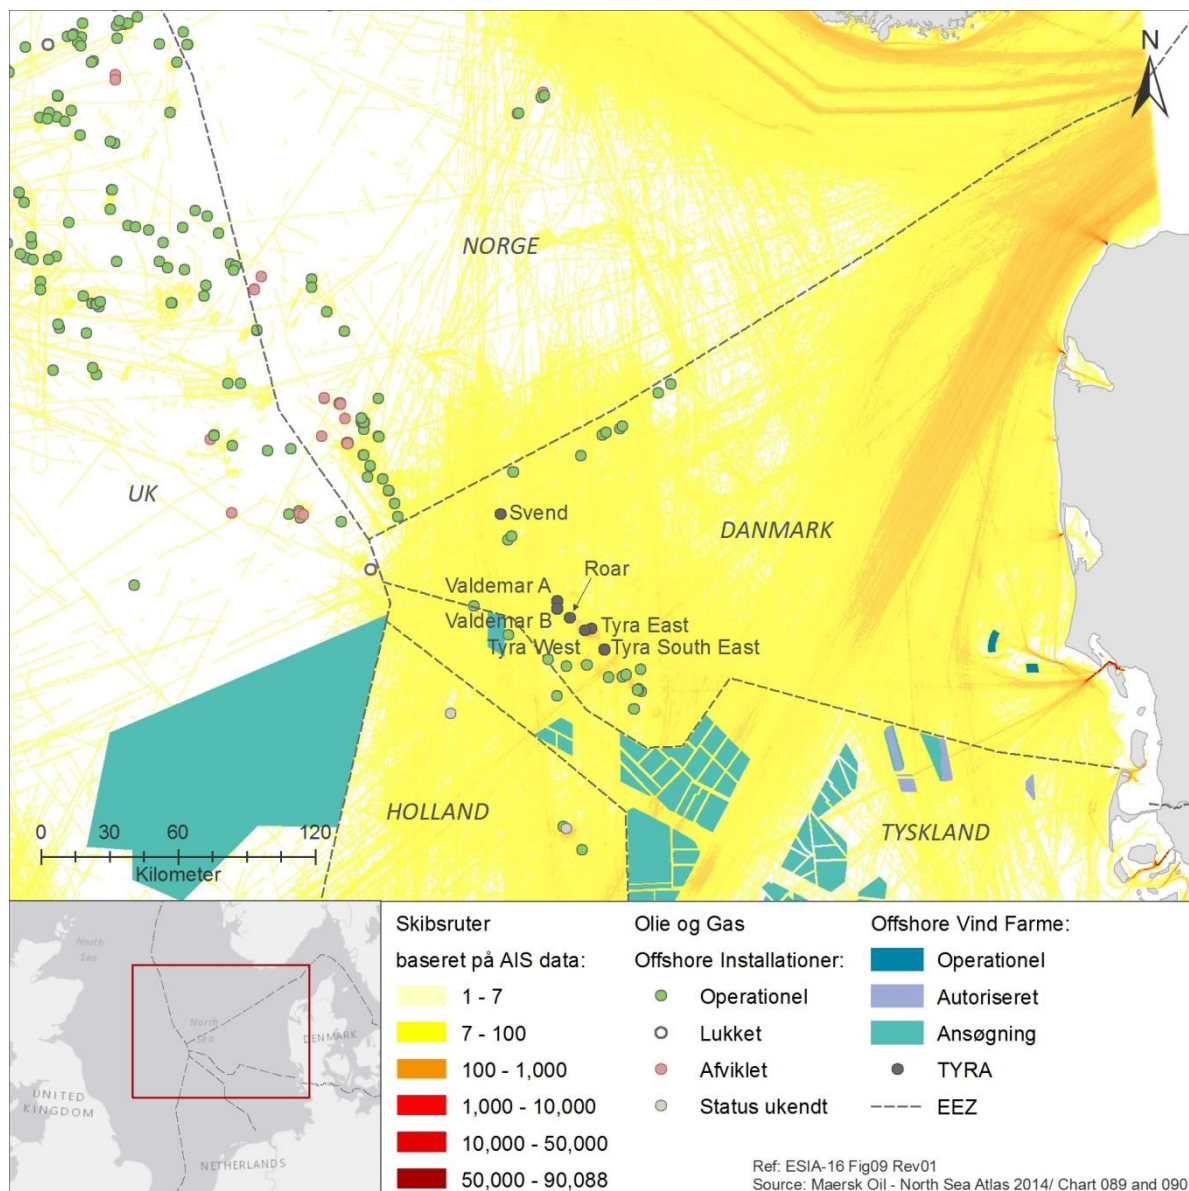 N
NORGE
UK
Svend
DANMARK
Roar
Valdemar A
Valdemar B
Tyra East
Tyra West
Tyra South East
HOLLAND
TYSKLAND
0 30 60 120
Kilometer
North
Sea
North
Sea
DENMARK
UNITED
KINGDOM
NETHERLANDS
Skibsruter
baseret på AIS data:
1 - 7
7 - 100
100 - 1,000
1,000 - 10,000
10,000 - 50,000
50,000 - 90,088
Olie og Gas
Offshore Installationer:
Operationel
Lukket
Afviklet
Status ukendt
Offshore Vind Farme:
Operationel
Autoriseret
Ansøgning
TYRA
EEZ
Ref: ESIA-16 Fig09 Rev01
Source: Maersk Oil - North Sea Atlas 2014/ Chart 089 and 090